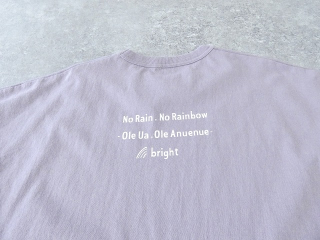 No Rain . No Rainbow
- Ole Ua . Ole Anuenue -
bright